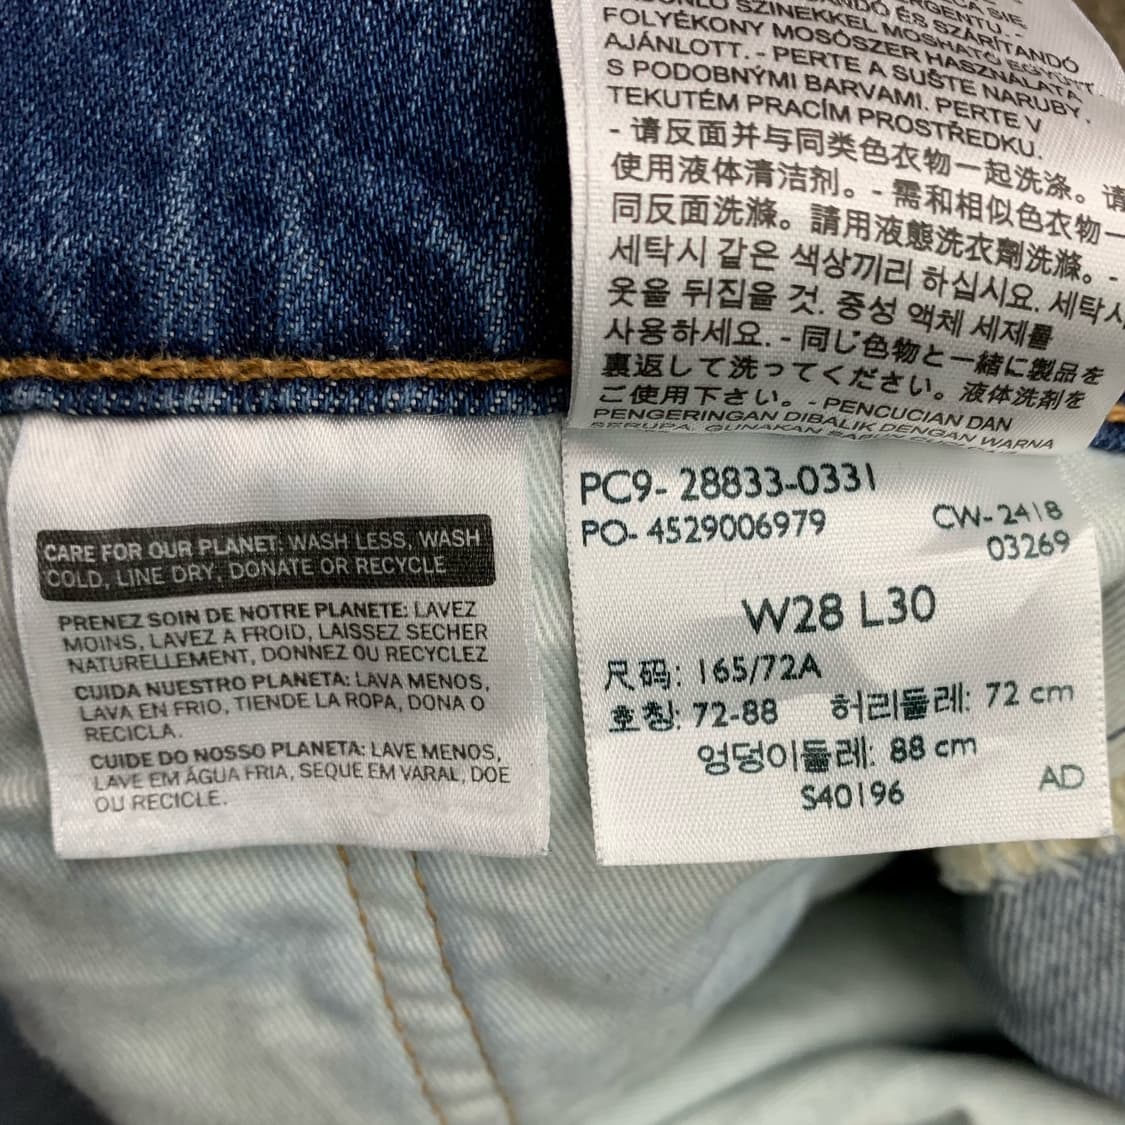 FOLYÉKONY MOSÓSZER HASZNÁLATA
AJÁNLOTT. - PERTE A SUŠTE NARUBY,
S PODOBNÝMI BARVAMI. PERTE V
TEKUTÉM PRACÍM PROSTŘEDKU.
- 请反面并与同类色衣物一起洗涤。请
使用液体清洁剂。- 需和相似色衣物一
同反面洗滌。請用液態洗衣劑洗滌。-
세탁시 같은 색상끼리 하십시요. 세탁시
옷을 뒤집을 것. 중성 액체 세제를
사용하세요. - 同じ色物と一緒に製品を
裏返して洗ってください。液体洗剤を
ご使用下さい。- PENCUCIAN DAN
PENGERINGAN DIBALIK DENGAN WARNA
CARE FOR OUR PLANET: WASH LESS, WASH
COLD, LINE DRY, DONATE OR RECYCLE
PRENEZ SOIN DE NOTRE PLANETE: LAVEZ
MOINS, LAVEZ A FROID, LAISSEZ SECHER
NATURELLEMENT, DONNEZ OU RECYCLEZ
CUIDA NUESTRO PLANETA: LAVA MENOS,
LAVA EN FRIO, TIENDE LA ROPA, DONA O
RECICLA.
CUIDE DO NOSSO PLANETA: LAVE MENOS,
LAVE EM ÁGUA FRIA, SEQUE EM VARAL, DOE
OU RECICLE.
PC9- 28833-0331
PO- 4529006979
CW- 2418
03269
W28 L30
尺码: 165/72A
호칭: 72-88 허리둘레: 72 cm
엉덩이둘레: 88 cm
S40196
AD